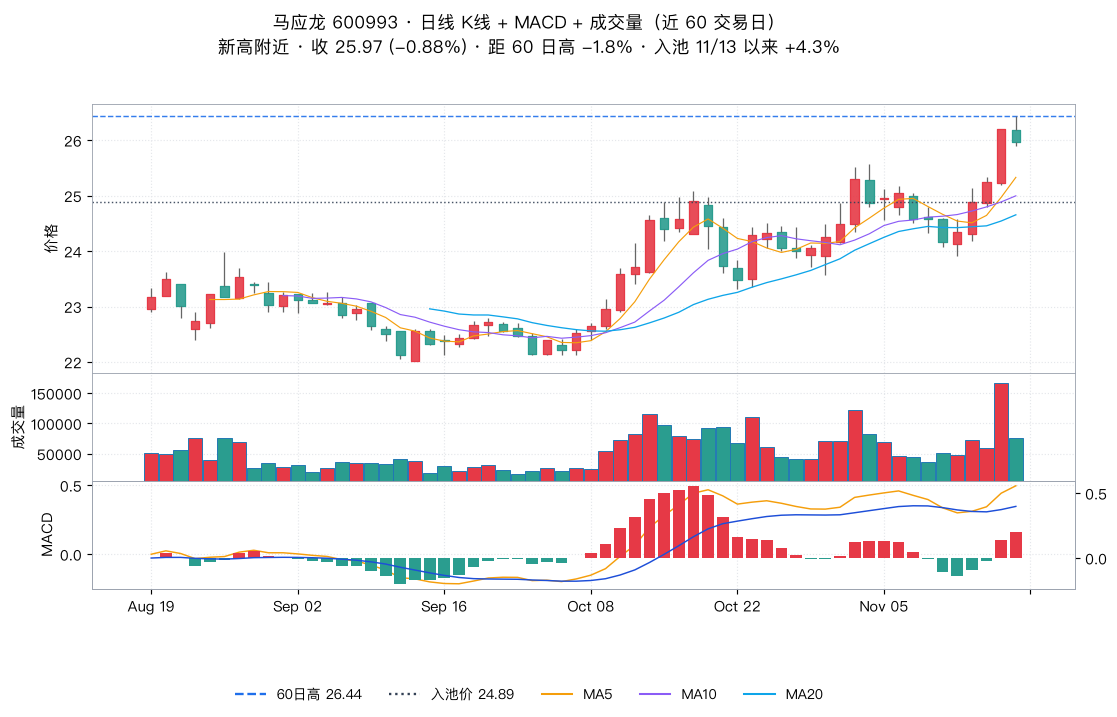 马应龙 600993 · 日线 K线 + MACD + 成交量（近 60 交易日）
新高附近 · 收 25.97 (−0.88%) · 距 60 日高 −1.8% · 入池 11/13 以来 +4.3%
价格
26
25
24
23
22
成交量
150000
100000
50000
MACD
0.5
0.0
0.5
0.0
Aug 19
Sep 02
Sep 16
Oct 08
Oct 22
Nov 05
60日高 26.44
入池价 24.89
MA5
MA10
MA20